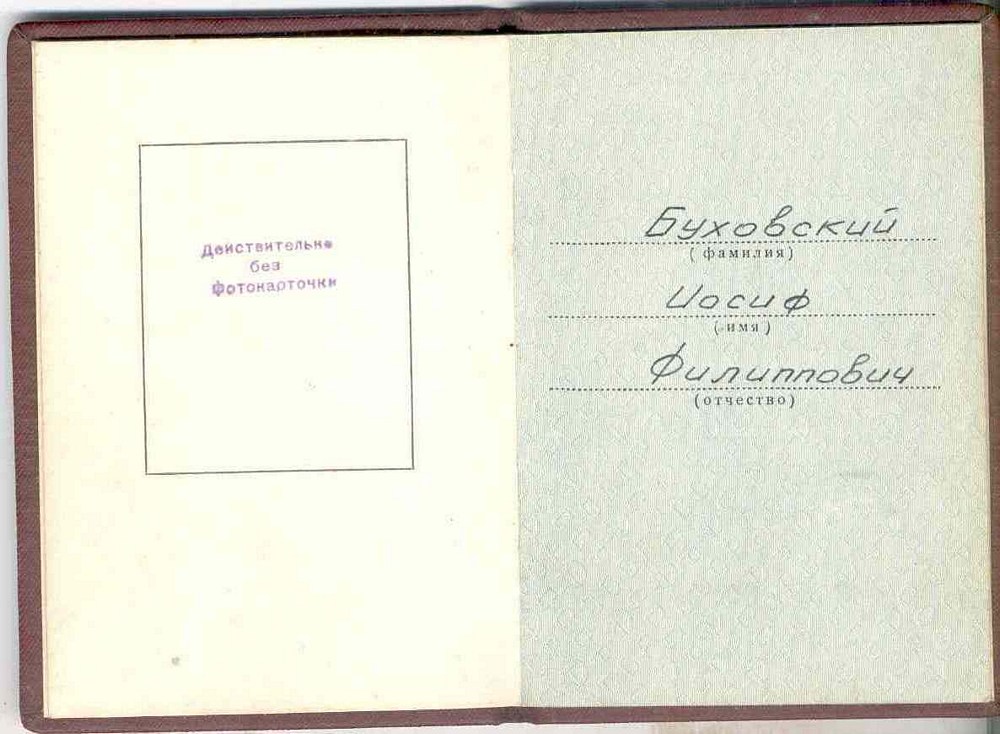 Действительно
без
фотокарточки
Буховский
(фамилия)
Иосиф
(имя)
Филиппович
(отчество)